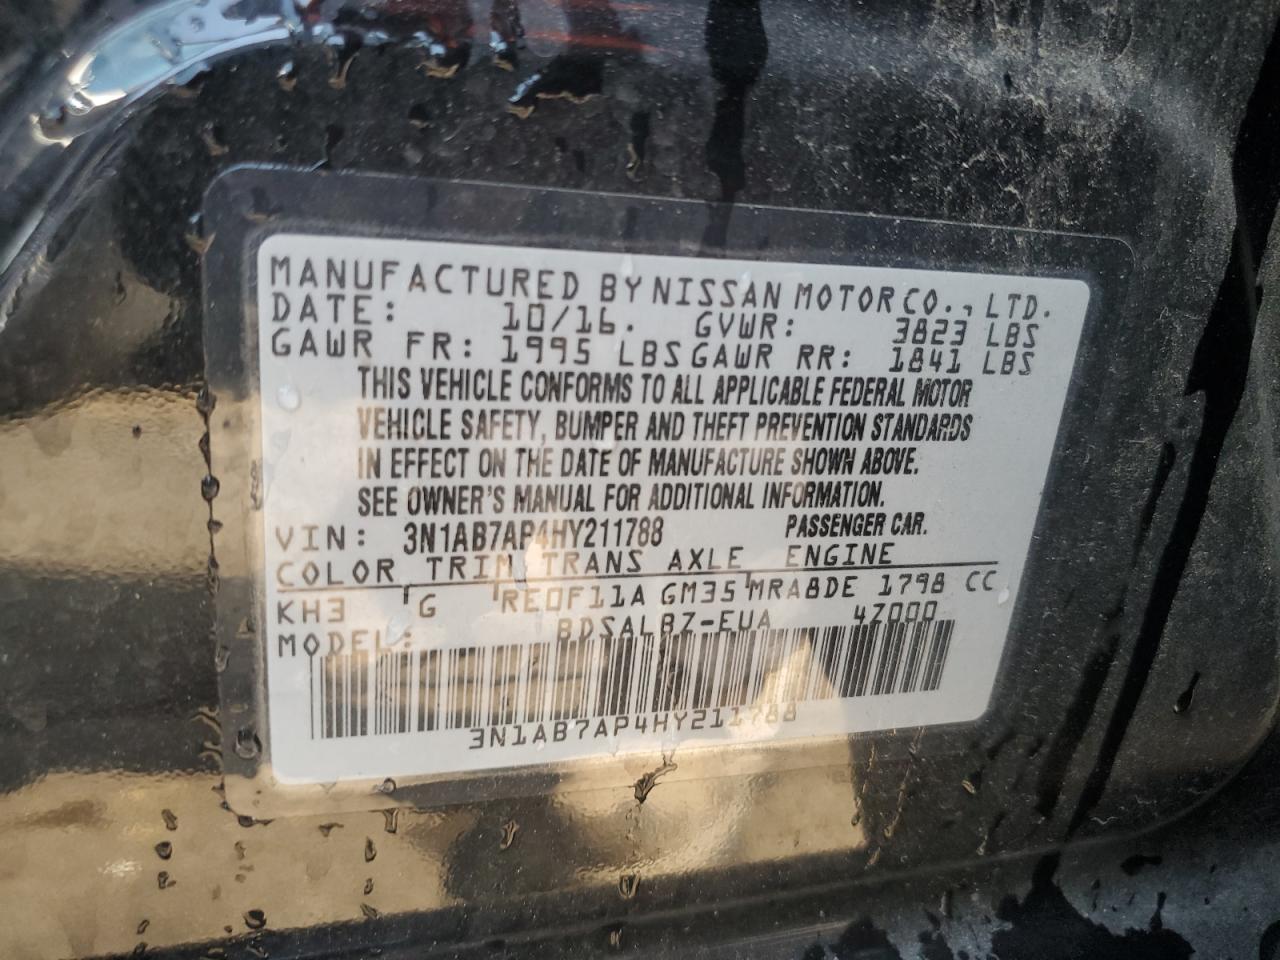 MANUFACTURED BY NISSAN MOTOR CO., LTD.
DATE: 10/16. GVWR: 3823 LBS
GAWR FR: 1995 LBS GAWR RR: 1841 LBS
THIS VEHICLE CONFORMS TO ALL APPLICABLE FEDERAL MOTOR
VEHICLE SAFETY, BUMPER AND THEFT PREVENTION STANDARDS
IN EFFECT ON THE DATE OF MANUFACTURE SHOWN ABOVE.
SEE OWNER'S MANUAL FOR ADDITIONAL INFORMATION.
VIN: 3N1AB7AP4HY211788 PASSENGER CAR.
COLOR TRIM TRANS AXLE ENGINE
KH3 G RE0F11A GM35 MRA8DE 1798 CC
MODEL: BDSALBZ-EUA 4Z000
3N1AB7AP4HY211788